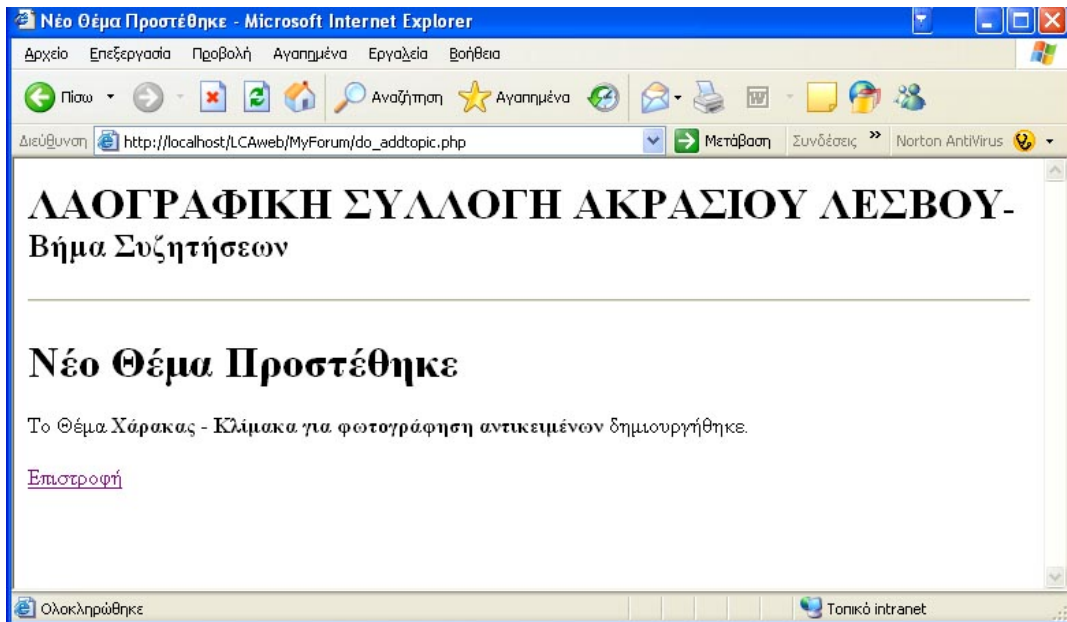 Νέο Θέμα Προστέθηκε - Microsoft Internet Explorer
Αρχείο Επεξεργασία Προβολή Αγαπημένα Εργαλεία Βοήθεια
Πίσω Αναζήτηση Αγαπημένα
Διεύθυνση http://localhost/LCAweb/MyForum/do_addtopic.php Μετάβαση Συνδέσεις » Norton AntiVirus
ΛΑΟΓΡΑΦΙΚΗ ΣΥΛΛΟΓΗ ΑΚΡΑΣΙΟΥ ΛΕΣΒΟΥ-
Βήμα Συζητήσεων
Νέο Θέμα Προστέθηκε
Το Θέμα Χάρακας - Κλίμακα για φωτογράφηση αντικειμένων δημιουργήθηκε.
Επιστροφή
Ολοκληρώθηκε Τοπικό intranet